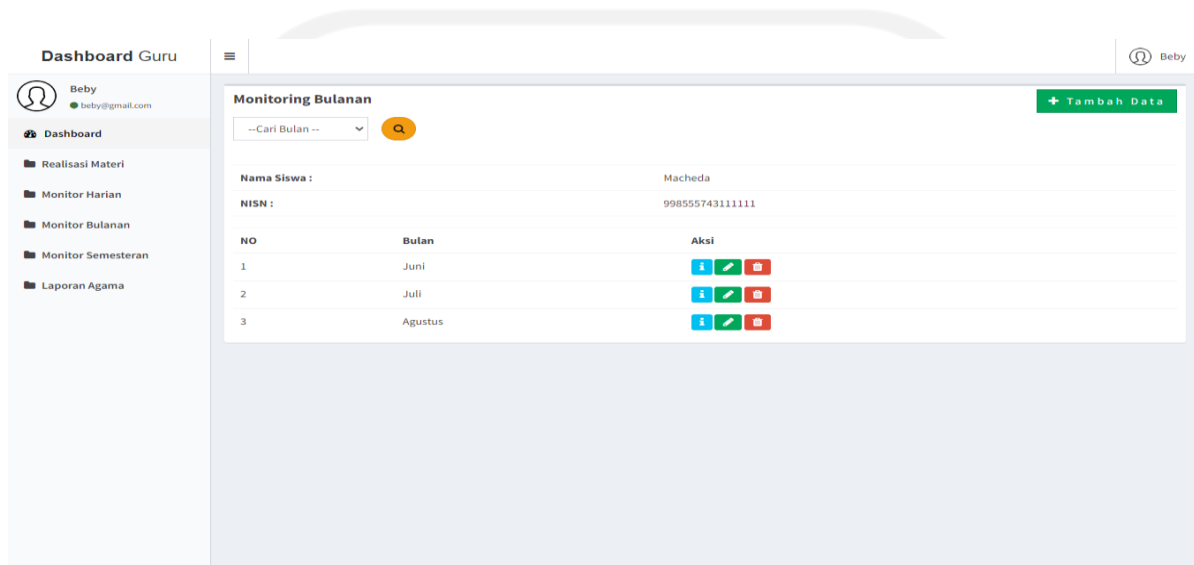 Dashboard Guru
Beby
Beby
beby@gmail.com
Dashboard
Realisasi Materi
Monitor Harian
Monitor Bulanan
Monitor Semesteran
Laporan Agama
Monitoring Bulanan
+ Tambah Data
--Cari Bulan --
Nama Siswa : Macheda
NISN : 998555743111111
NO Bulan Aksi
1 Juni
2 Juli
3 Agustus